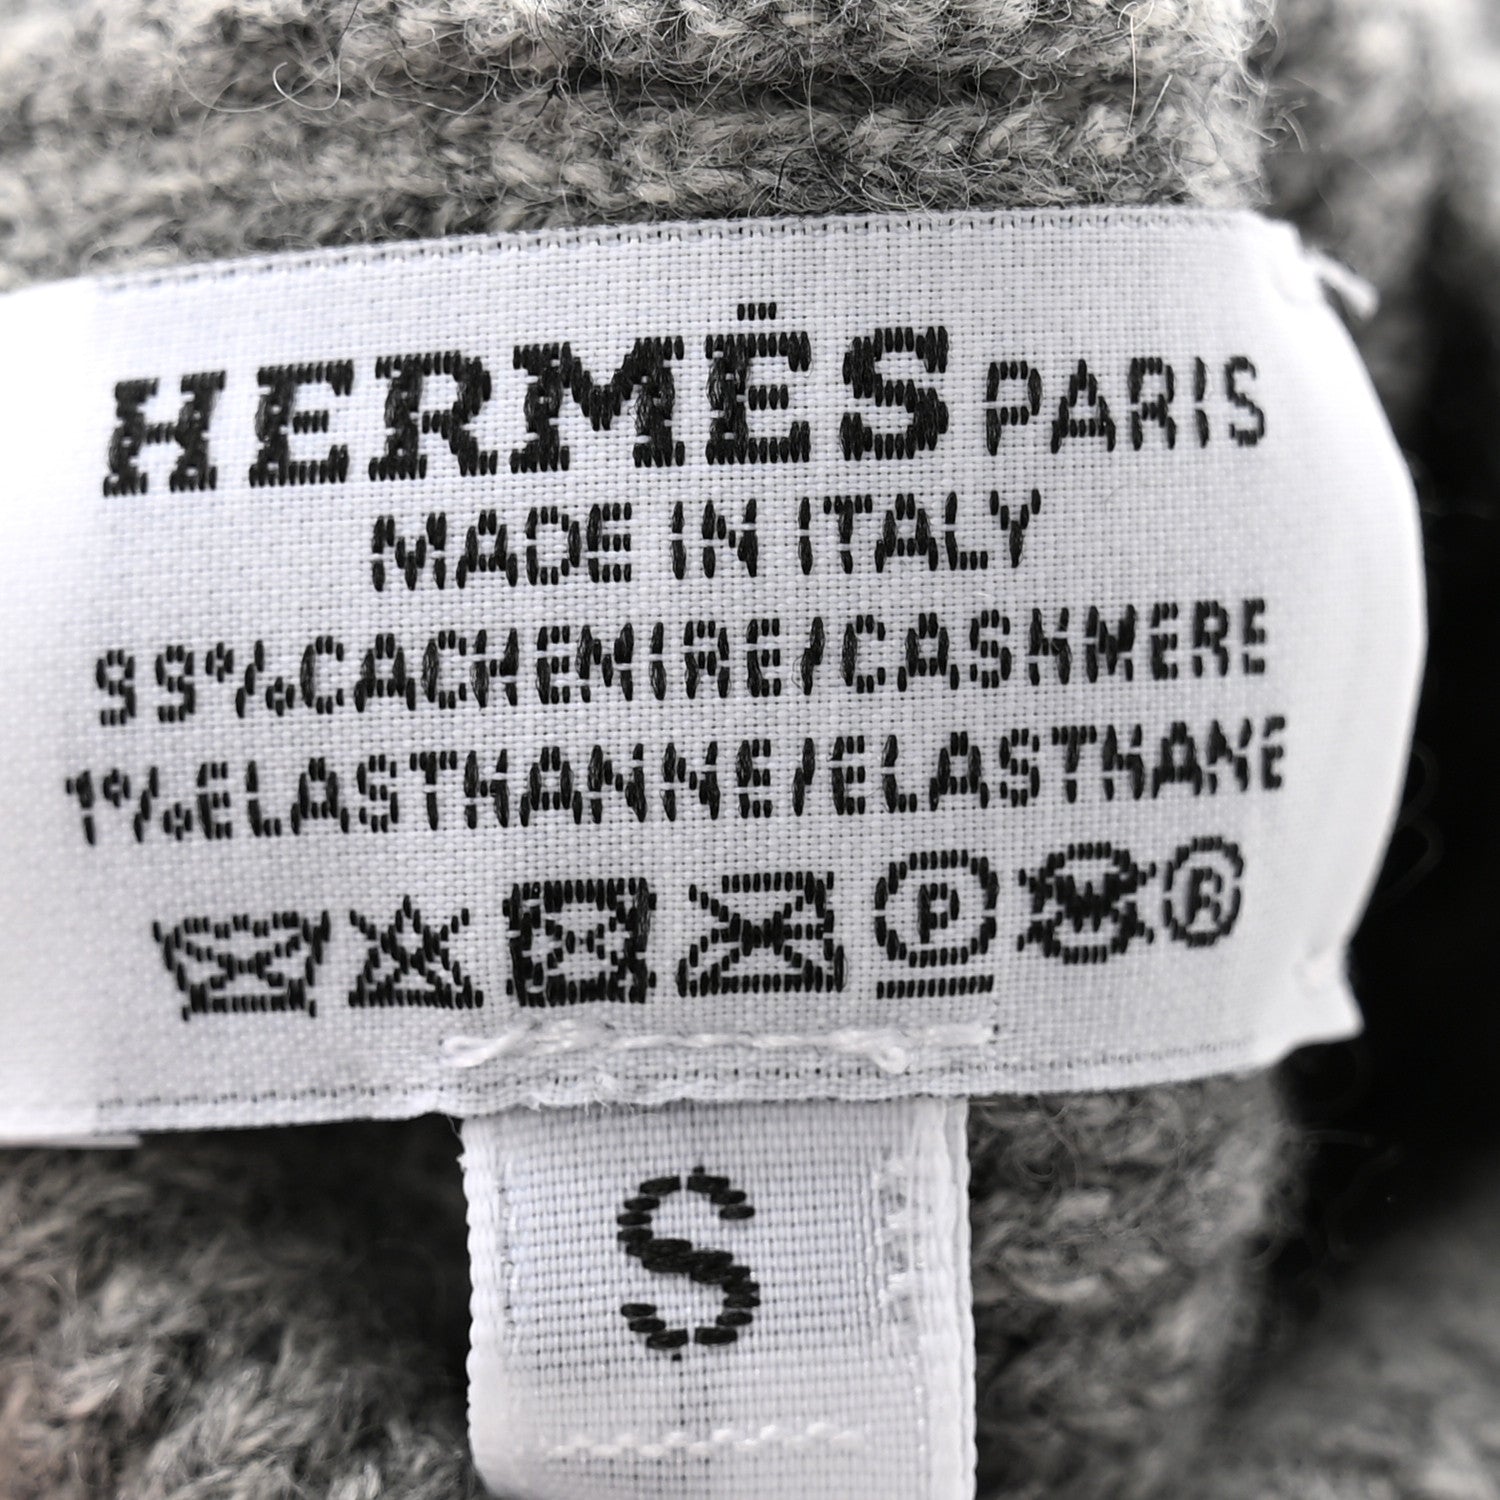 HERMÈS PARIS
MADE IN ITALY
99%CACHEMIRE/CASHMERE
1%ELASTHANNE/ELASTHANE
P W ®
S